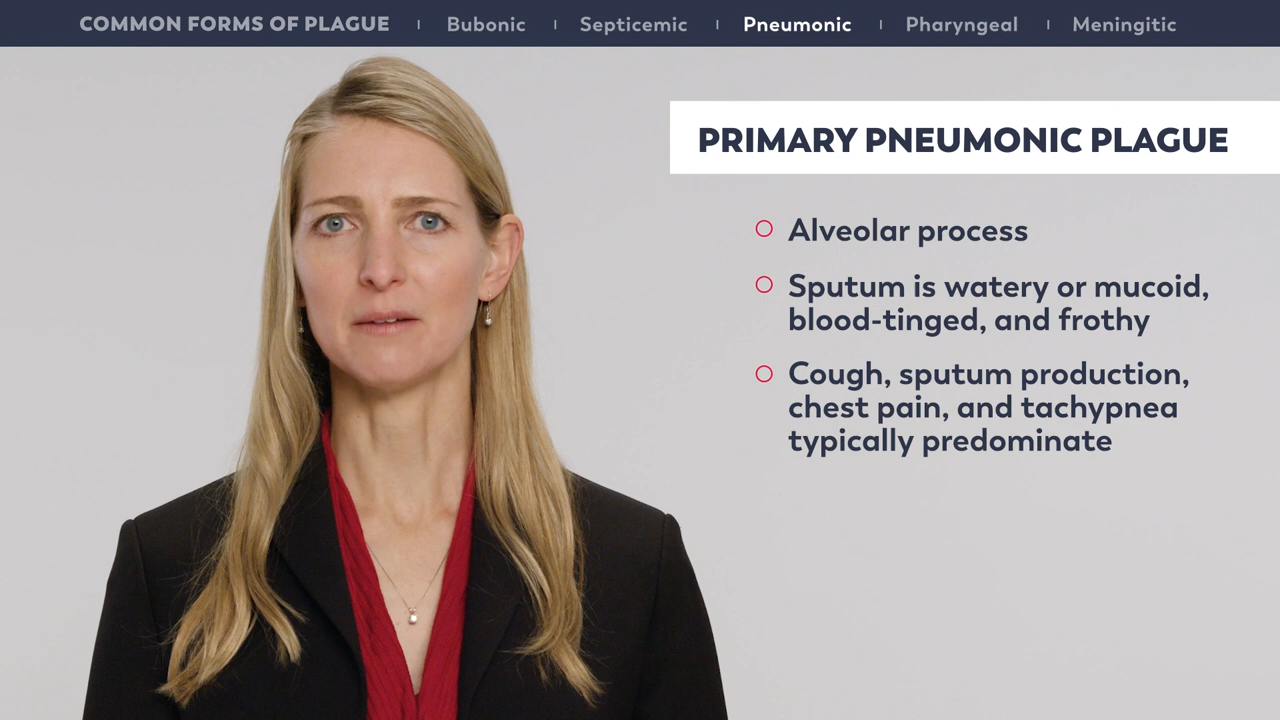 COMMON FORMS OF PLAGUE Bubonic Septicemic Pneumonic Pharyngeal Meningitic
PRIMARY PNEUMONIC PLAGUE
Alveolar process
Sputum is watery or mucoid,
blood-tinged, and frothy
Cough, sputum production,
chest pain, and tachypnea
typically predominate